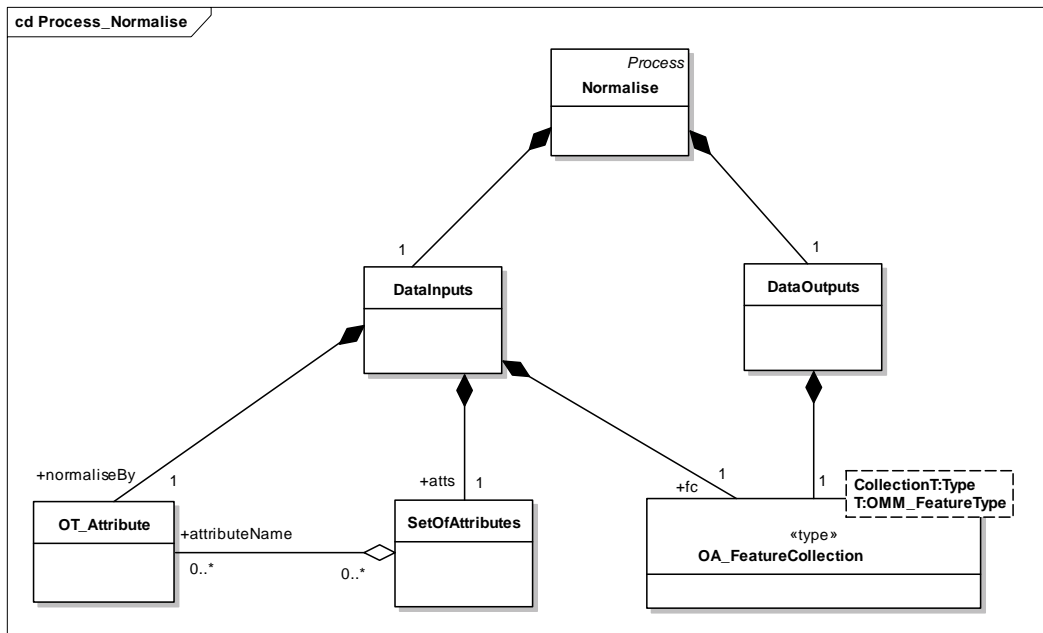 cd Process_Normalise
Process
Normalise
1
1
DataInputs
DataOutputs
+normaliseBy
1
+atts
1
+fc
1
1
CollectionT:Type
T:OMM_FeatureType
OT_Attribute
+attributeName
0..*
0..*
SetOfAttributes
«type»
OA_FeatureCollection